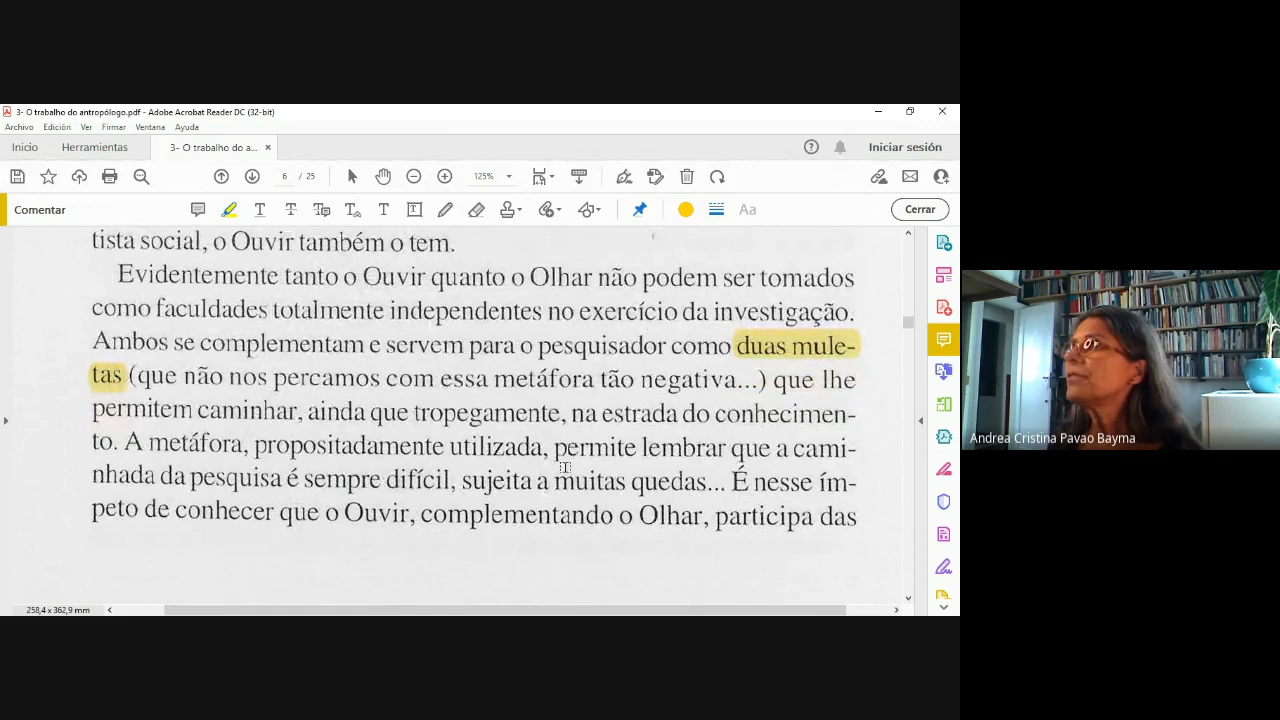 3- O trabalho do antropólogo.pdf - Adobe Acrobat Reader DC (32-bit)
Archivo Edición Ver Firmar Ventana Ayuda
Inicio Herramientas 3- O trabalho do a... × Iniciar sesión
6 / 25 125%
Comentar Aa Cerrar
tista social, o Ouvir também o tem.
Evidentemente tanto o Ouvir quanto o Olhar não podem ser tomados
como faculdades totalmente independentes no exercício da investigação.
Ambos se complementam e servem para o pesquisador como duas mule-
tas (que não nos percamos com essa metáfora tão negativa...) que lhe
permitem caminhar, ainda que tropegamente, na estrada do conhecimen-
to. A metáfora, propositadamente utilizada, permite lembrar que a cami-
nhada da pesquisa é sempre difícil, sujeita a muitas quedas... É nesse ím-
peto de conhecer que o Ouvir, complementando o Olhar, participa das
258,4 x 362,9 mm
Andrea Cristina Pavao Bayma